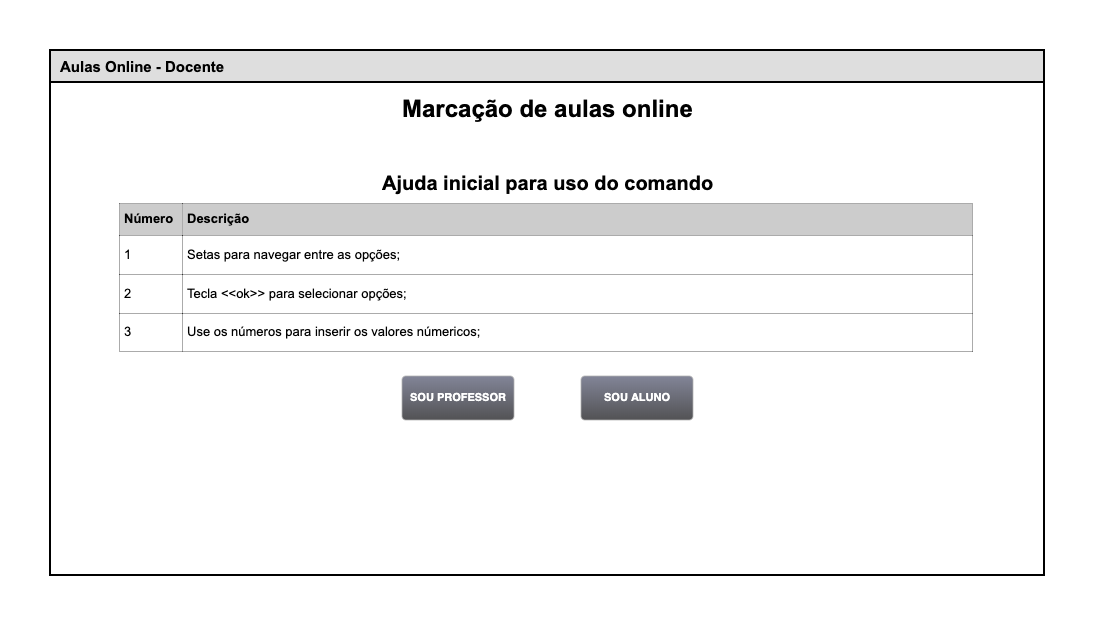 Aulas Online - Docente
Marcação de aulas online
Ajuda inicial para uso do comando
Número Descrição
1 Setas para navegar entre as opções;
2 Tecla <<ok>> para selecionar opções;
3 Use os números para inserir os valores númericos;
SOU PROFESSOR SOU ALUNO